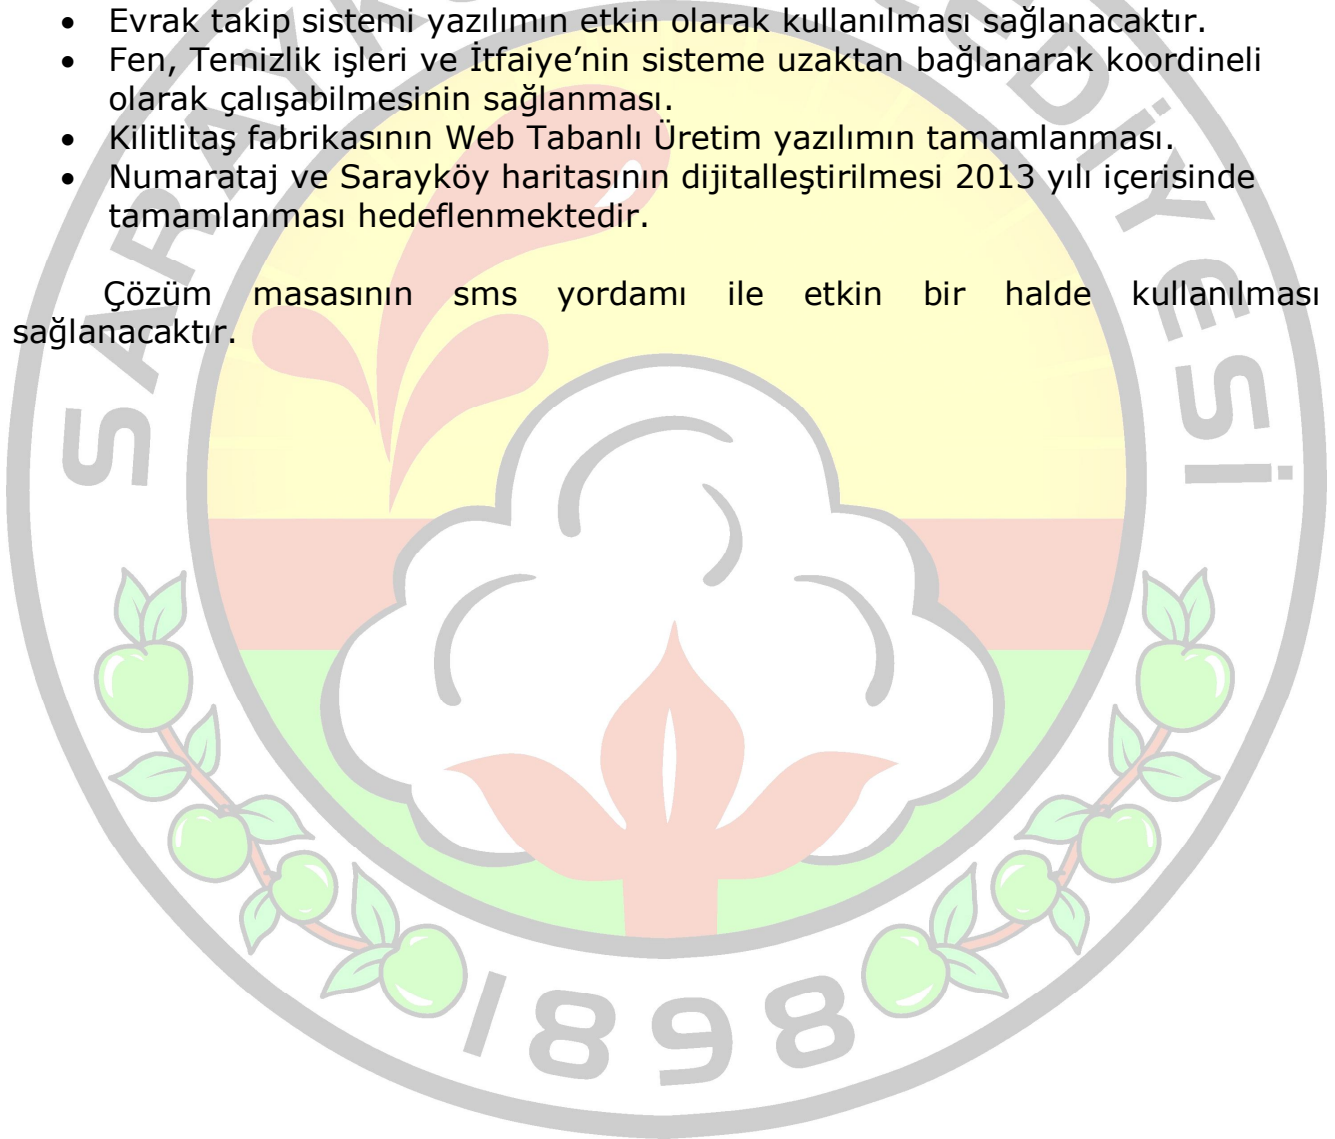 • Evrak takip sistemi yazılımın etkin olarak kullanılması sağlanacaktır.
• Fen, Temizlik işleri ve İtfaiye’nin sisteme uzaktan bağlanarak koordineli
olarak çalışabilmesinin sağlanması.
• Kilitlitaş fabrikasının Web Tabanlı Üretim yazılımın tamamlanması.
• Numarataj ve Sarayköy haritasının dijitalleştirilmesi 2013 yılı içerisinde
tamamlanması hedeflenmektedir.
Çözüm masasının sms yordamı ile etkin bir halde kullanılması
sağlanacaktır.
1898